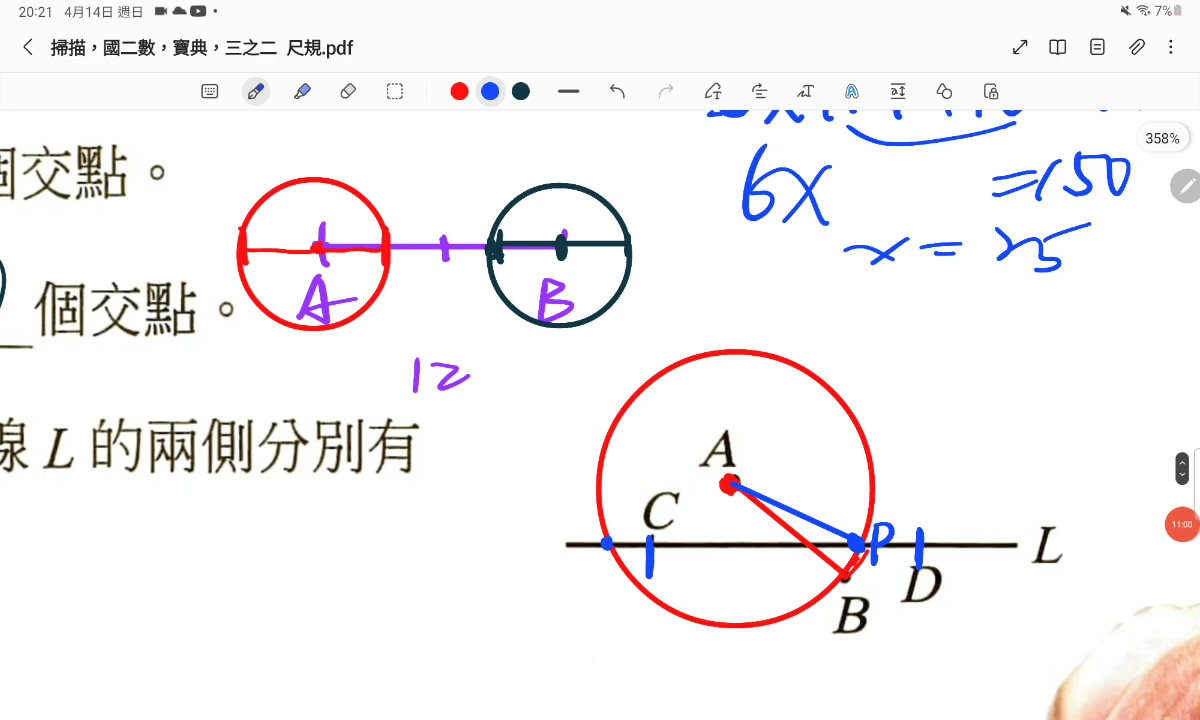 20:21 4月14日 週日
7%
掃描，國二數，寶典，三之二 尺規.pdf
358%
個交點。
6x =150
x = 25
A B
個交點。
12
線 L 的兩側分別有
11:00
A
C
P
L
D
B